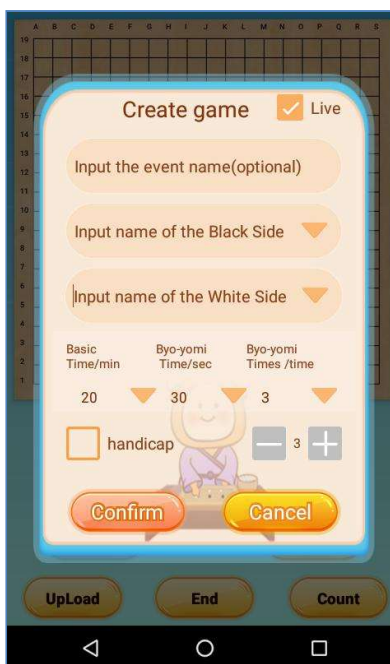 A B C D E F G H J K L M N O P Q R S
19
18
17
16
15
14
13
12
11
10
9
8
7
6
5
4
3
2
1
Create game
Live
Input the event name(optional)
Input name of the Black Side
Input name of the White Side
Basic Time/min
Byo-yomi Time/sec
Byo-yomi Times /time
20
30
3
handicap
3
Confirm
Cancel
UpLoad
End
Count